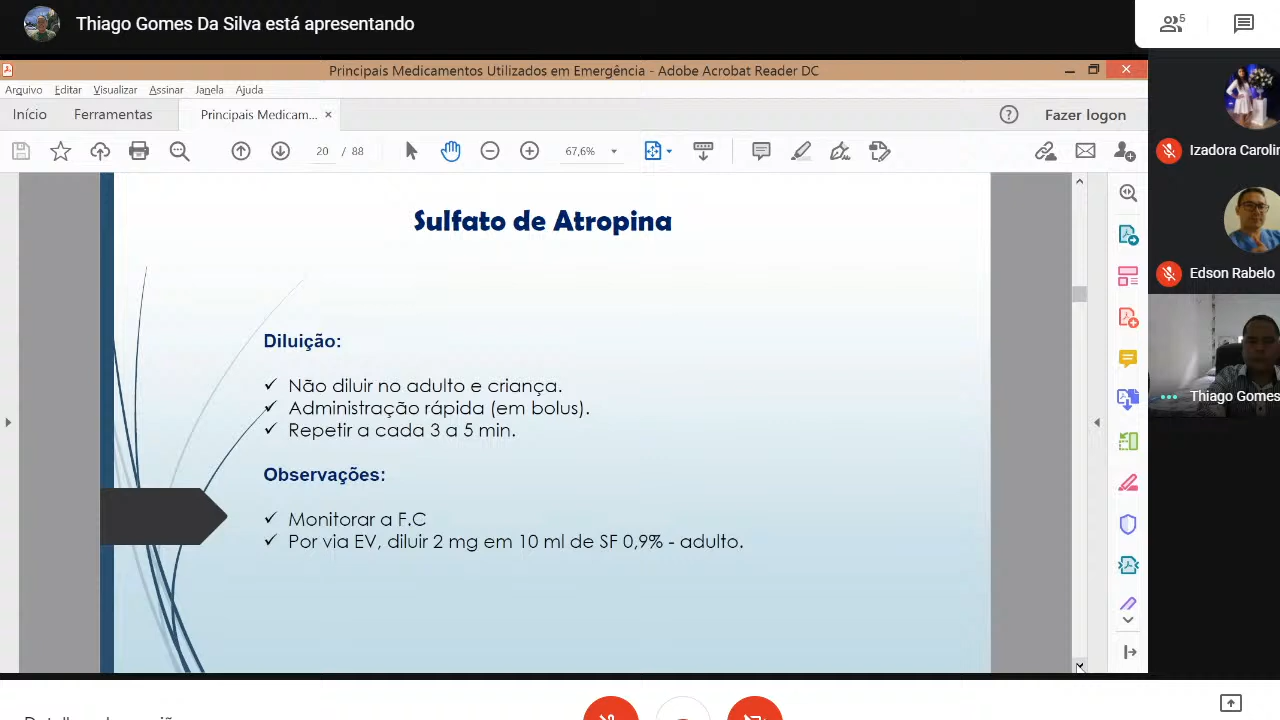 Thiago Gomes Da Silva está apresentando
5
Principais Medicamentos Utilizados em Emergência - Adobe Acrobat Reader DC
Arquivo Editar Visualizar Assinar Janela Ajuda
Início Ferramentas Principais Medicam... × Fazer logon
20 / 88 67,6%
Sulfato de Atropina
Diluição:
✓ Não diluir no adulto e criança.
✓ Administração rápida (em bolus).
✓ Repetir a cada 3 a 5 min.
Observações:
✓ Monitorar a F.C
✓ Por via EV, diluir 2 mg em 10 ml de SF 0,9% - adulto.
Izadora Carolin
Edson Rabelo
Thiago Gomes